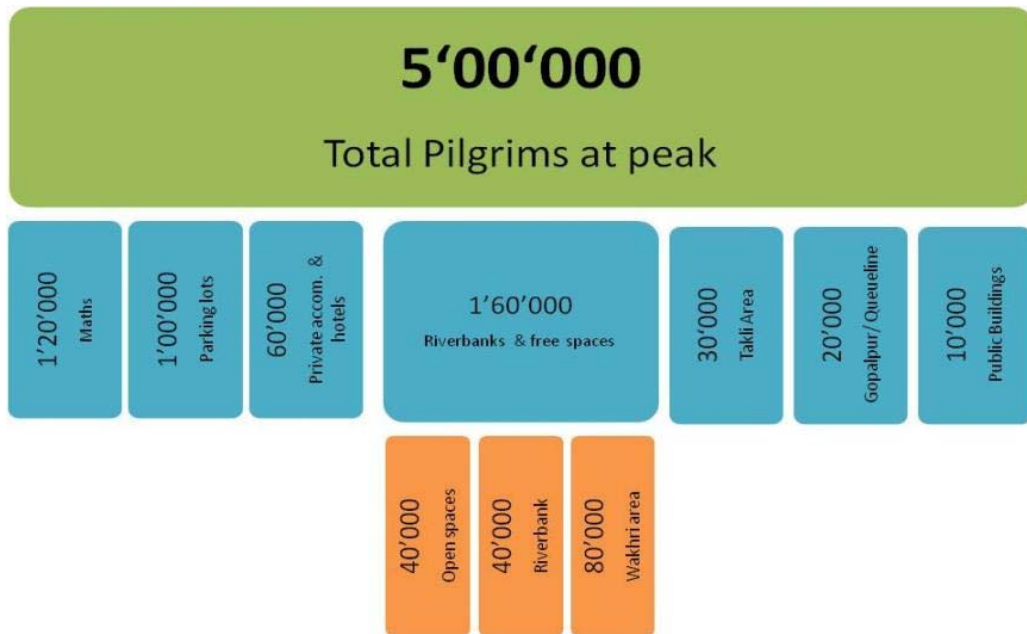 5‘00‘000
Total Pilgrims at peak
1’20’000
Maths
1’00’000
Parking lots
60’000
Private accom. &
hotels
1’60’000
Riverbanks & free spaces
30’000
Takli Area
20’000
Gopalpur/ Queueline
10’000
Public Buildings
40’000
Open spaces
40’000
Riverbank
80’000
Wakhri area